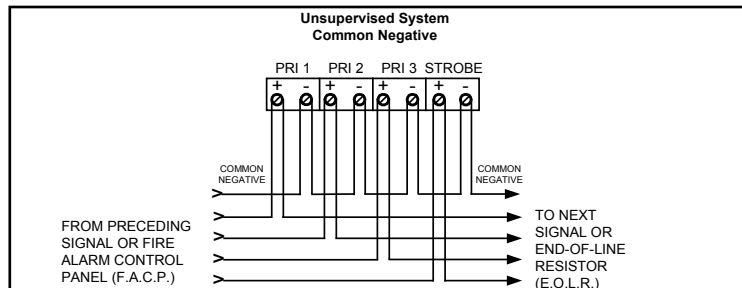 Unsupervised System
Common Negative
PRI 1 PRI 2 PRI 3 STROBE
+ - + - + - + -
COMMON
NEGATIVE
COMMON
NEGATIVE
FROM PRECEDING
SIGNAL OR FIRE
ALARM CONTROL
PANEL (F.A.C.P.)
TO NEXT
SIGNAL OR
END-OF-LINE
RESISTOR
(E.O.L.R.)